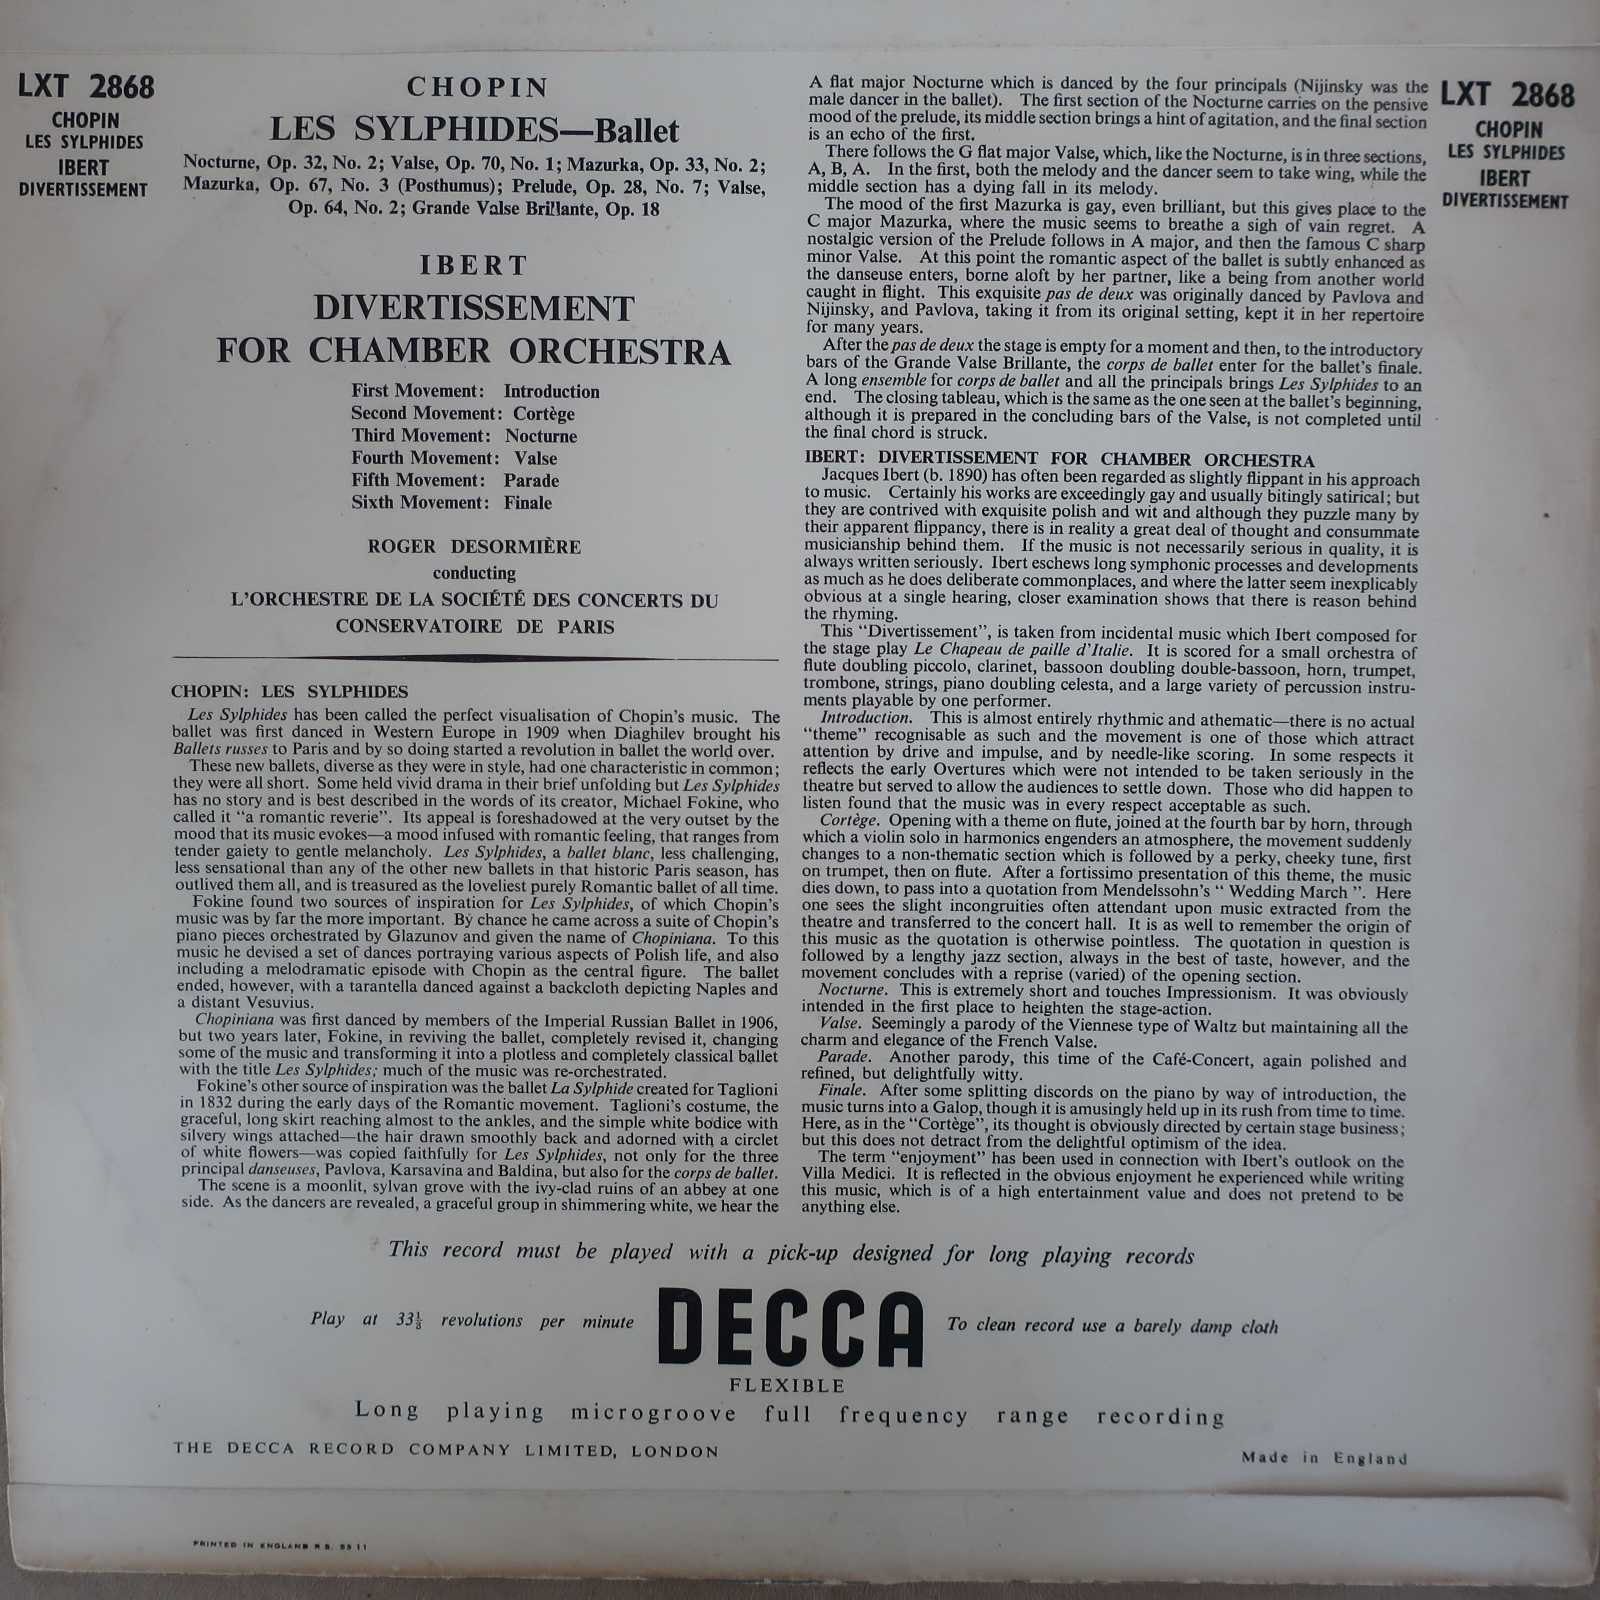 LXT 2868
CHOPIN
LES SYLPHIDES
IBERT
DIVERTISSEMENT
CHOPIN
LES SYLPHIDES—Ballet
Nocturne, Op. 32, No. 2; Valse, Op. 70, No. 1; Mazurka, Op. 33, No. 2;
Mazurka, Op. 67, No. 3 (Posthumus); Prelude, Op. 28, No. 7; Valse,
Op. 64, No. 2; Grande Valse Brillante, Op. 18
IBERT
DIVERTISSEMENT
FOR CHAMBER ORCHESTRA
First Movement: Introduction
Second Movement: Cortège
Third Movement: Nocturne
Fourth Movement: Valse
Fifth Movement: Parade
Sixth Movement: Finale
ROGER DESORMIÈRE
conducting
L'ORCHESTRE DE LA SOCIÉTÉ DES CONCERTS DU
CONSERVATOIRE DE PARIS
CHOPIN: LES SYLPHIDES
Les Sylphides has been called the perfect visualisation of Chopin's music. The
ballet was first danced in Western Europe in 1909 when Diaghilev brought his
Ballets russes to Paris and by so doing started a revolution in ballet the world over.
These new ballets, diverse as they were in style, had one characteristic in common;
they were all short. Some held vivid drama in their brief unfolding but Les Sylphides
has no story and is best described in the words of its creator, Michael Fokine, who
called it "a romantic reverie". Its appeal is foreshadowed at the very outset by the
mood that its music evokes—a mood infused with romantic feeling, that ranges from
tender gaiety to gentle melancholy. Les Sylphides, a ballet blanc, less challenging,
less sensational than any of the other new ballets in that historic Paris season, has
outlived them all, and is treasured as the loveliest purely Romantic ballet of all time.
Fokine found two sources of inspiration for Les Sylphides, of which Chopin's
music was by far the more important. By chance he came across a suite of Chopin's
piano pieces orchestrated by Glazunov and given the name of Chopiniana. To this
music he devised a set of dances portraying various aspects of Polish life, and also
including a melodramatic episode with Chopin as the central figure. The ballet
ended, however, with a tarantella danced against a backcloth depicting Naples and
a distant Vesuvius.
Chopiniana was first danced by members of the Imperial Russian Ballet in 1906,
but two years later, Fokine, in reviving the ballet, completely revised it, changing
some of the music and transforming it into a plotless and completely classical ballet
with the title Les Sylphides; much of the music was re-orchestrated.
Fokine's other source of inspiration was the ballet La Sylphide created for Taglioni
in 1832 during the early days of the Romantic movement. Taglioni's costume, the
graceful, long skirt reaching almost to the ankles, and the simple white bodice with
silvery wings attached—the hair drawn smoothly back and adorned with a circlet
of white flowers—was copied faithfully for Les Sylphides, not only for the three
principal danseuses, Pavlova, Karsavina and Baldina, but also for the corps de ballet.
The scene is a moonlit, sylvan grove with the ivy-clad ruins of an abbey at one
side. As the dancers are revealed, a graceful group in shimmering white, we hear the
A flat major Nocturne which is danced by the four principals (Nijinsky was the
male dancer in the ballet). The first section of the Nocturne carries on the pensive
mood of the prelude, its middle section brings a hint of agitation, and the final section
is an echo of the first.
There follows the G flat major Valse, which, like the Nocturne, is in three sections,
A, B, A. In the first, both the melody and the dancer seem to take wing, while the
middle section has a dying fall in its melody.
The mood of the first Mazurka is gay, even brilliant, but this gives place to the
C major Mazurka, where the music seems to breathe a sigh of vain regret. A
nostalgic version of the Prelude follows in A major, and then the famous C sharp
minor Valse. At this point the romantic aspect of the ballet is subtly enhanced as
the danseuse enters, borne aloft by her partner, like a being from another world
caught in flight. This exquisite pas de deux was originally danced by Pavlova and
Nijinsky, and Pavlova, taking it from its original setting, kept it in her repertoire
for many years.
After the pas de deux the stage is empty for a moment and then, to the introductory
bars of the Grande Valse Brillante, the corps de ballet enter for the ballet's finale.
A long ensemble for corps de ballet and all the principals brings Les Sylphides to an
end. The closing tableau, which is the same as the one seen at the ballet's beginning,
although it is prepared in the concluding bars of the Valse, is not completed until
the final chord is struck.
IBERT: DIVERTISSEMENT FOR CHAMBER ORCHESTRA
Jacques Ibert (b. 1890) has often been regarded as slightly flippant in his approach
to music. Certainly his works are exceedingly gay and usually bitingly satirical; but
they are contrived with exquisite polish and wit and although they puzzle many by
their apparent flippancy, there is in reality a great deal of thought and consummate
musicianship behind them. If the music is not necessarily serious in quality, it is
always written seriously. Ibert eschews long symphonic processes and developments
as much as he does deliberate commonplaces, and where the latter seem inexplicably
obvious at a single hearing, closer examination shows that there is reason behind
the rhyming.
This "Divertissement", is taken from incidental music which Ibert composed for
the stage play Le Chapeau de paille d'Italie. It is scored for a small orchestra of
flute doubling piccolo, clarinet, bassoon doubling double-bassoon, horn, trumpet,
trombone, strings, piano doubling celesta, and a large variety of percussion instru-
ments playable by one performer.
Introduction. This is almost entirely rhythmic and athematic—there is no actual
"theme" recognisable as such and the movement is one of those which attract
attention by drive and impulse, and by needle-like scoring. In some respects it
reflects the early Overtures which were not intended to be taken seriously in the
theatre but served to allow the audiences to settle down. Those who did happen to
listen found that the music was in every respect acceptable as such.
Cortège. Opening with a theme on flute, joined at the fourth bar by horn, through
which a violin solo in harmonics engenders an atmosphere, the movement suddenly
changes to a non-thematic section which is followed by a perky, cheeky tune, first
on trumpet, then on flute. After a fortissimo presentation of this theme, the music
dies down, to pass into a quotation from Mendelssohn's " Wedding March ". Here
one sees the slight incongruities often attendant upon music extracted from the
theatre and transferred to the concert hall. It is as well to remember the origin of
this music as the quotation is otherwise pointless. The quotation in question is
followed by a lengthy jazz section, always in the best of taste, however, and the
movement concludes with a reprise (varied) of the opening section.
Nocturne. This is extremely short and touches Impressionism. It was obviously
intended in the first place to heighten the stage-action.
Valse. Seemingly a parody of the Viennese type of Waltz but maintaining all the
charm and elegance of the French Valse.
Parade. Another parody, this time of the Café-Concert, again polished and
refined, but delightfully witty.
Finale. After some splitting discords on the piano by way of introduction, the
music turns into a Galop, though it is amusingly held up in its rush from time to time.
Here, as in the "Cortège", its thought is obviously directed by certain stage business;
but this does not detract from the delightful optimism of the idea.
The term "enjoyment" has been used in connection with Ibert's outlook on the
Villa Medici. It is reflected in the obvious enjoyment he experienced while writing
this music, which is of a high entertainment value and does not pretend to be
anything else.
LXT 2868
CHOPIN
LES SYLPHIDES
IBERT
DIVERTISSEMENT
This record must be played with a pick-up designed for long playing records
Play at 33⅓ revolutions per minute
DECCA
To clean record use a barely damp cloth
FLEXIBLE
Long playing microgroove full frequency range recording
THE DECCA RECORD COMPANY LIMITED, LONDON
Made in England
PRINTED IN ENGLAND R.S. 55 11